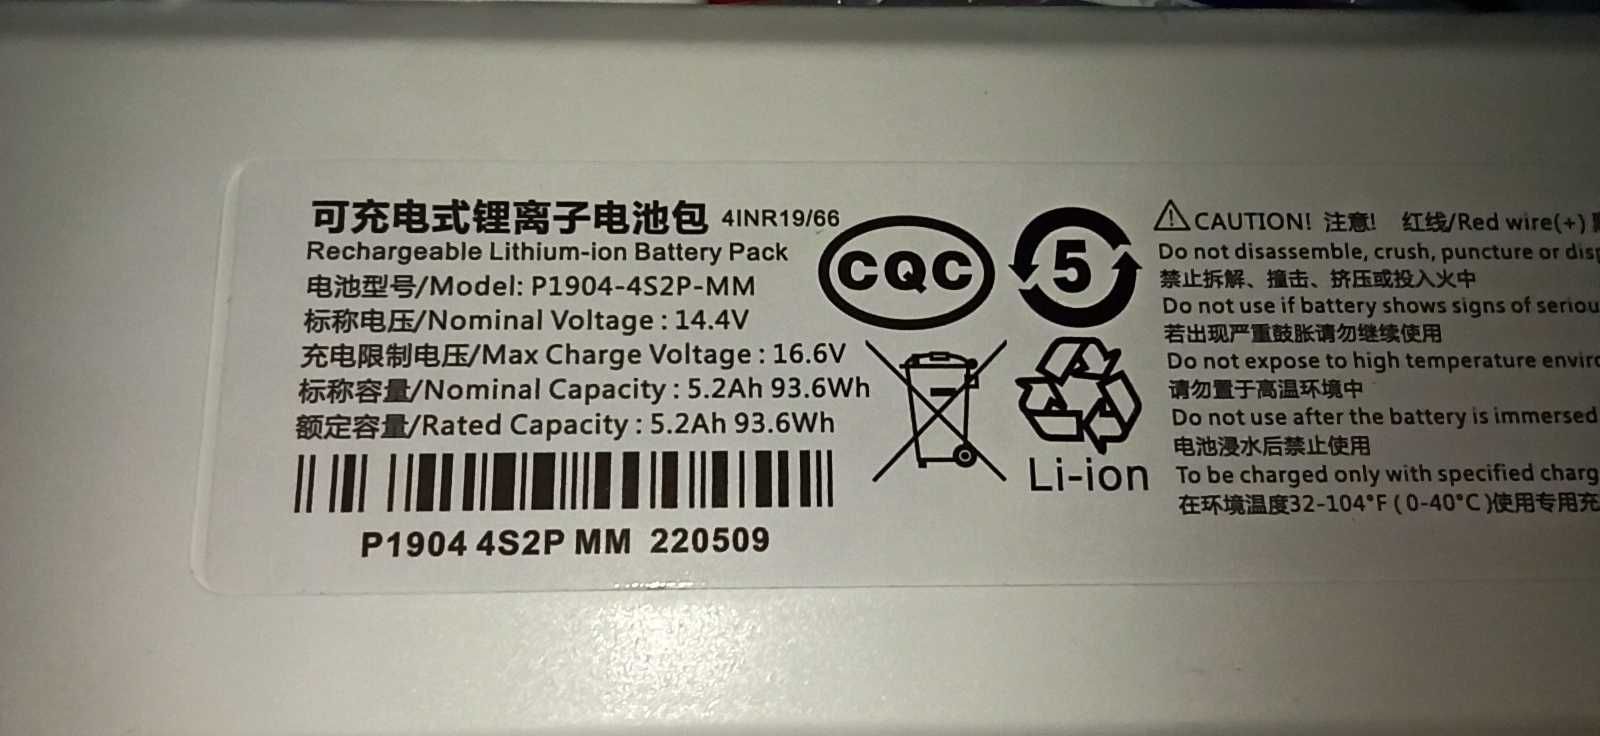 可充电式锂离子电池包 4INR19/66
Rechargeable Lithium-ion Battery Pack
电池型号/Model: P1904-4S2P-MM
标称电压/Nominal Voltage : 14.4V
充电限制电压/Max Charge Voltage : 16.6V
标称容量/Nominal Capacity : 5.2Ah 93.6Wh
额定容量/Rated Capacity : 5.2Ah 93.6Wh
P1904 4S2P MM 220509
CQC
5
Li-ion
CAUTION! 注意! 红线/Red wire(+)
Do not disassemble, crush, puncture or
禁止拆解、撞击、挤压或投入火中
Do not use if battery shows signs of
若出现严重鼓胀请勿继续使用
Do not expose to high temperature
请勿置于高温环境中
Do not use after the battery is immersed
电池浸水后禁止使用
To be charged only with specified
在环境温度32-104°F ( 0-40°C )使用专用充